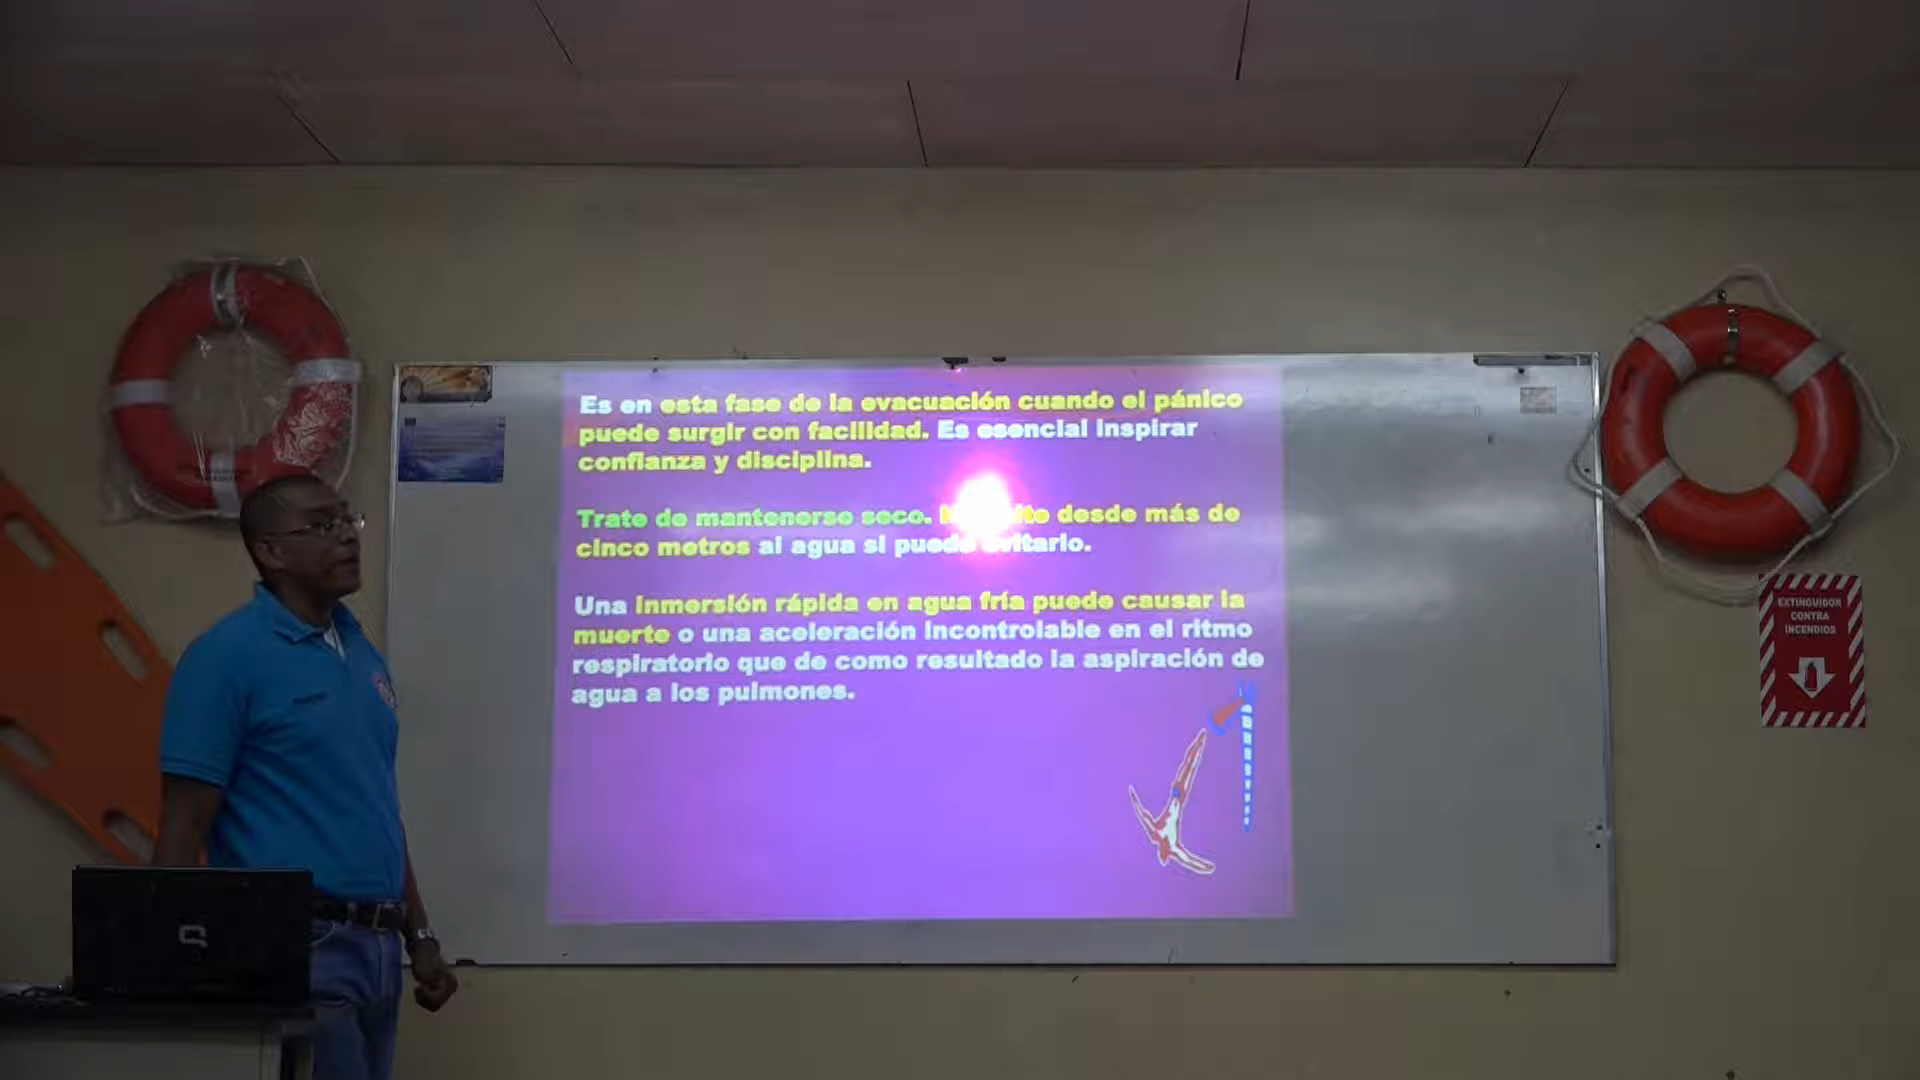 Es en esta fase de la evacuación cuando el pánico
puede surgir con facilidad. Es esencial inspirar
confianza y disciplina.
Trate de mantenerse seco. desde más de
cinco metros al agua si puede evitarlo.
Una inmersión rápida en agua fría puede causar la
muerte o una aceleración incontrolable en el ritmo
respiratorio que de como resultado la aspiración de
agua a los pulmones.
EXTINGUIDOR
CONTRA
INCENDIOS